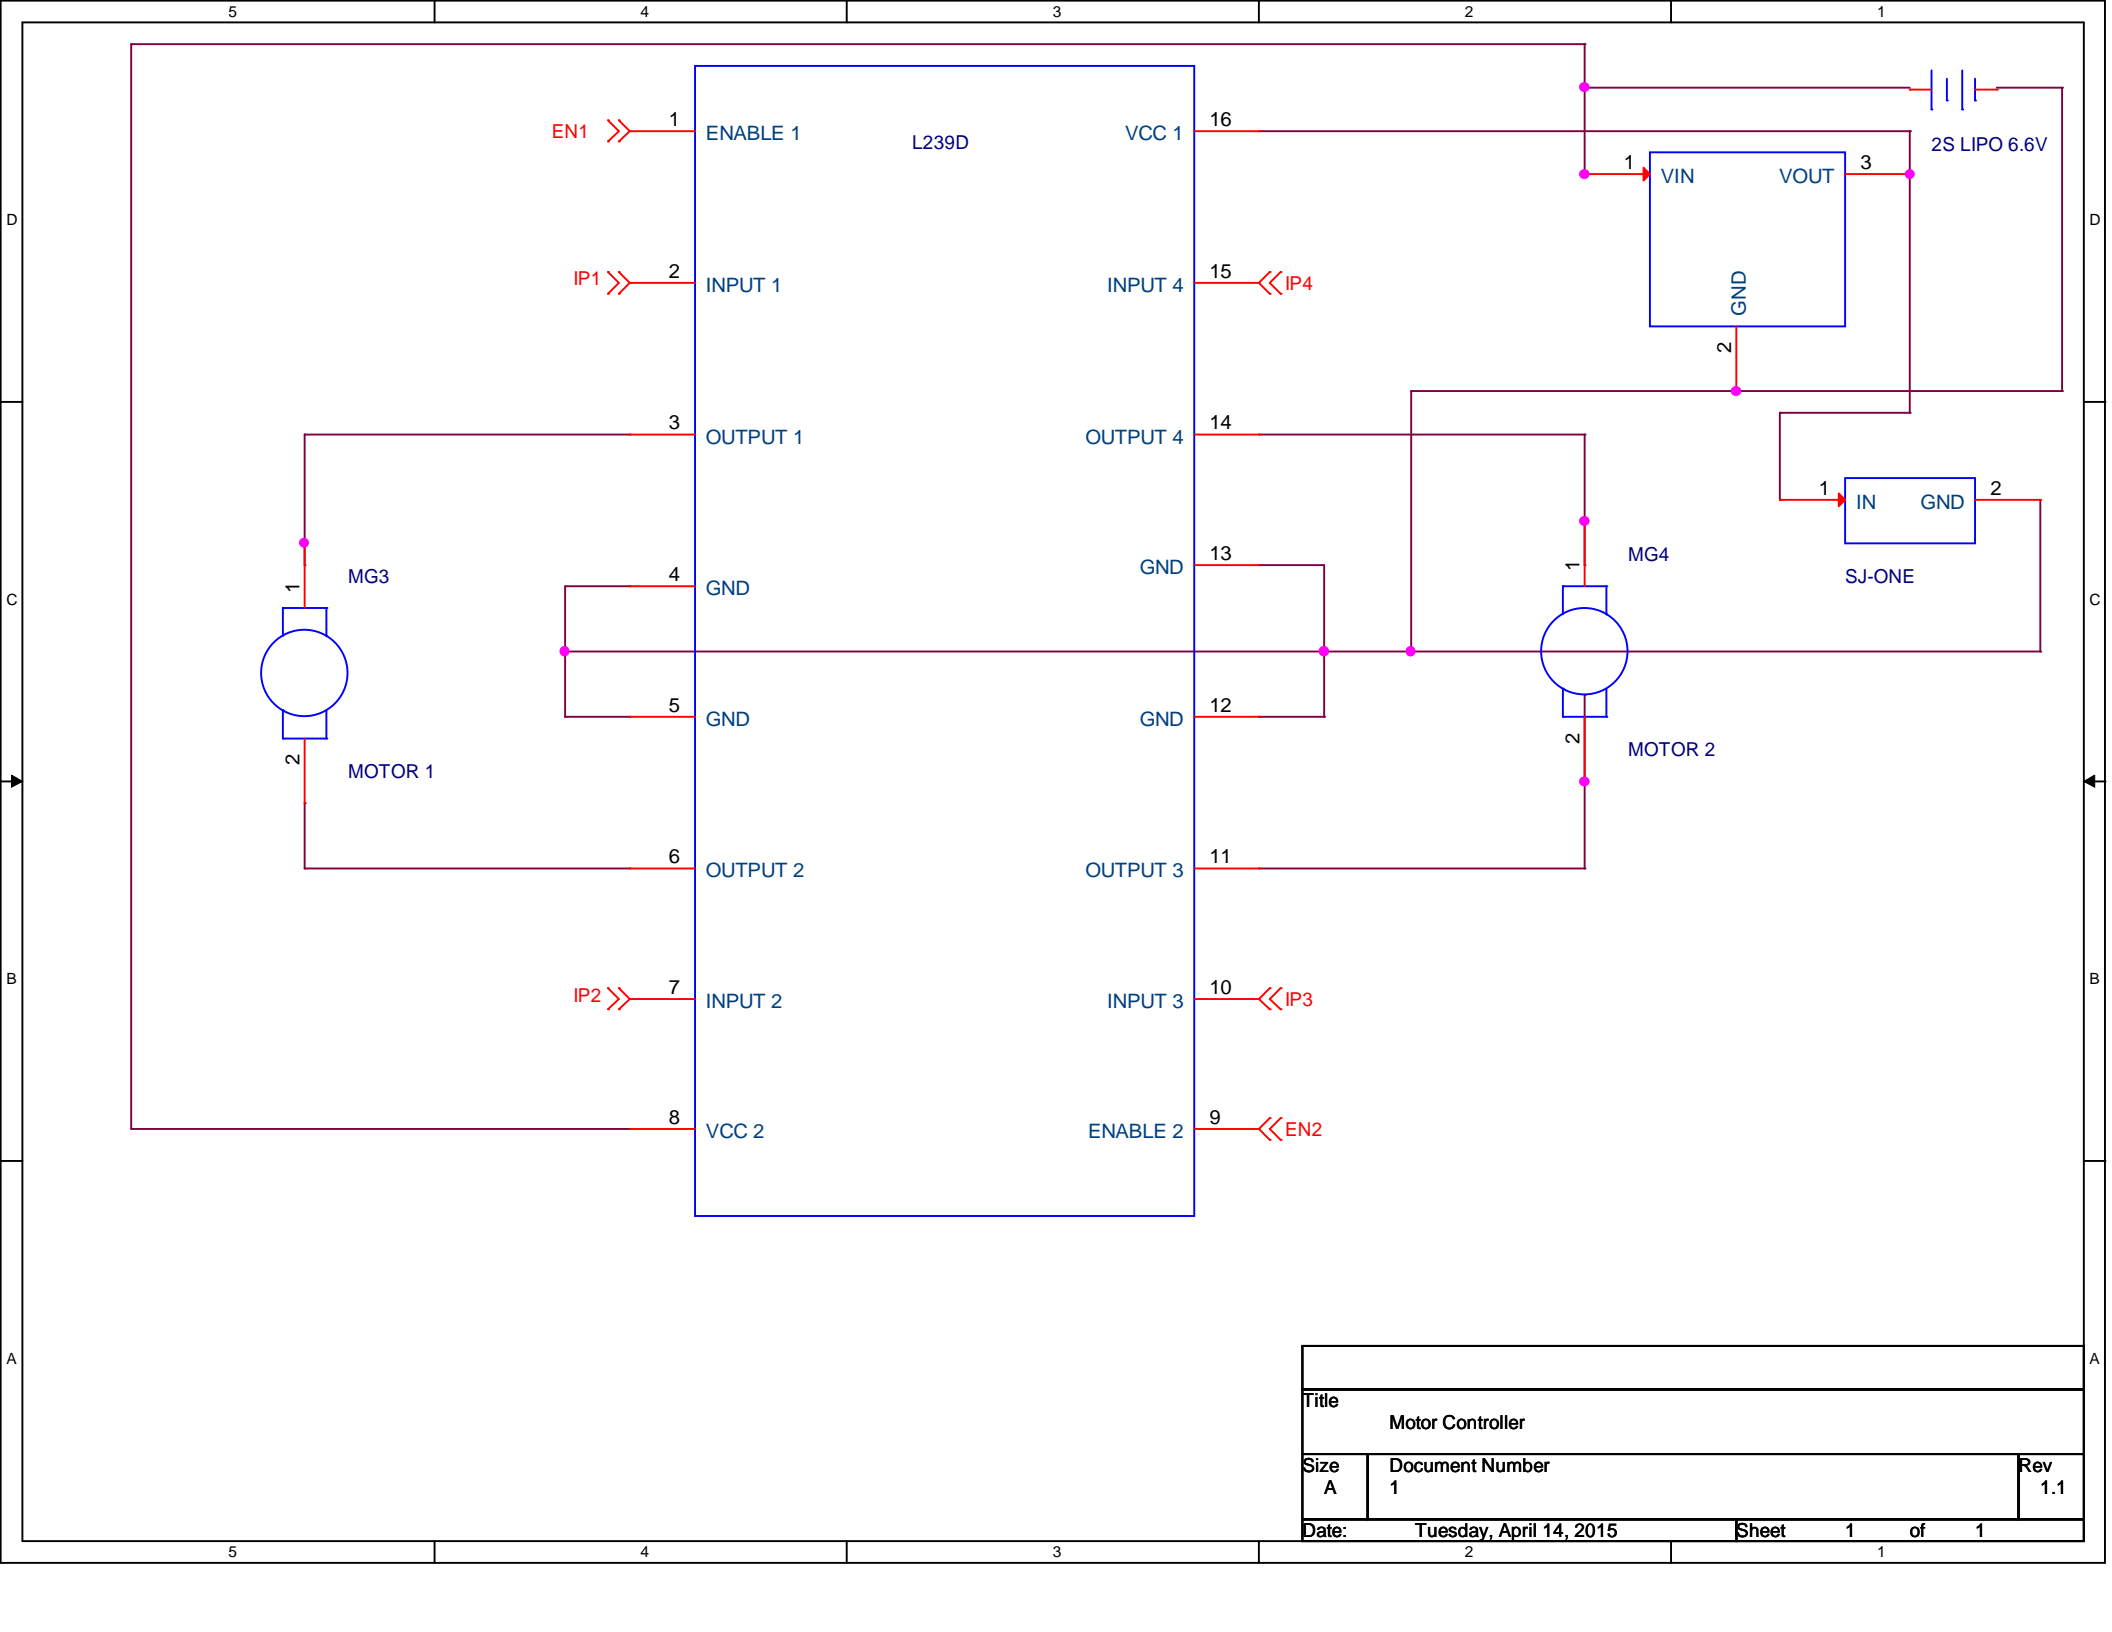 5 4 3 2 1
D D
C C
B B
A A
L239D
EN1 1 ENABLE 1
IP1 2 INPUT 1
3 OUTPUT 1
4 GND
5 GND
6 OUTPUT 2
IP2 7 INPUT 2
8 VCC 2
VCC 1 16
INPUT 4 15 IP4
OUTPUT 4 14
GND 13
GND 12
OUTPUT 3 11
INPUT 3 10 IP3
ENABLE 2 9 EN2
MG3
1
2
MOTOR 1
MG4
1
2
MOTOR 2
2S LIPO 6.6V
1 VIN VOUT 3
GND
2
1 IN GND 2
SJ-ONE
Title
Motor Controller
Size Document Number Rev
A 1 1.1
Date: Tuesday, April 14, 2015 Sheet 1 of 1
5 4 3 2 1